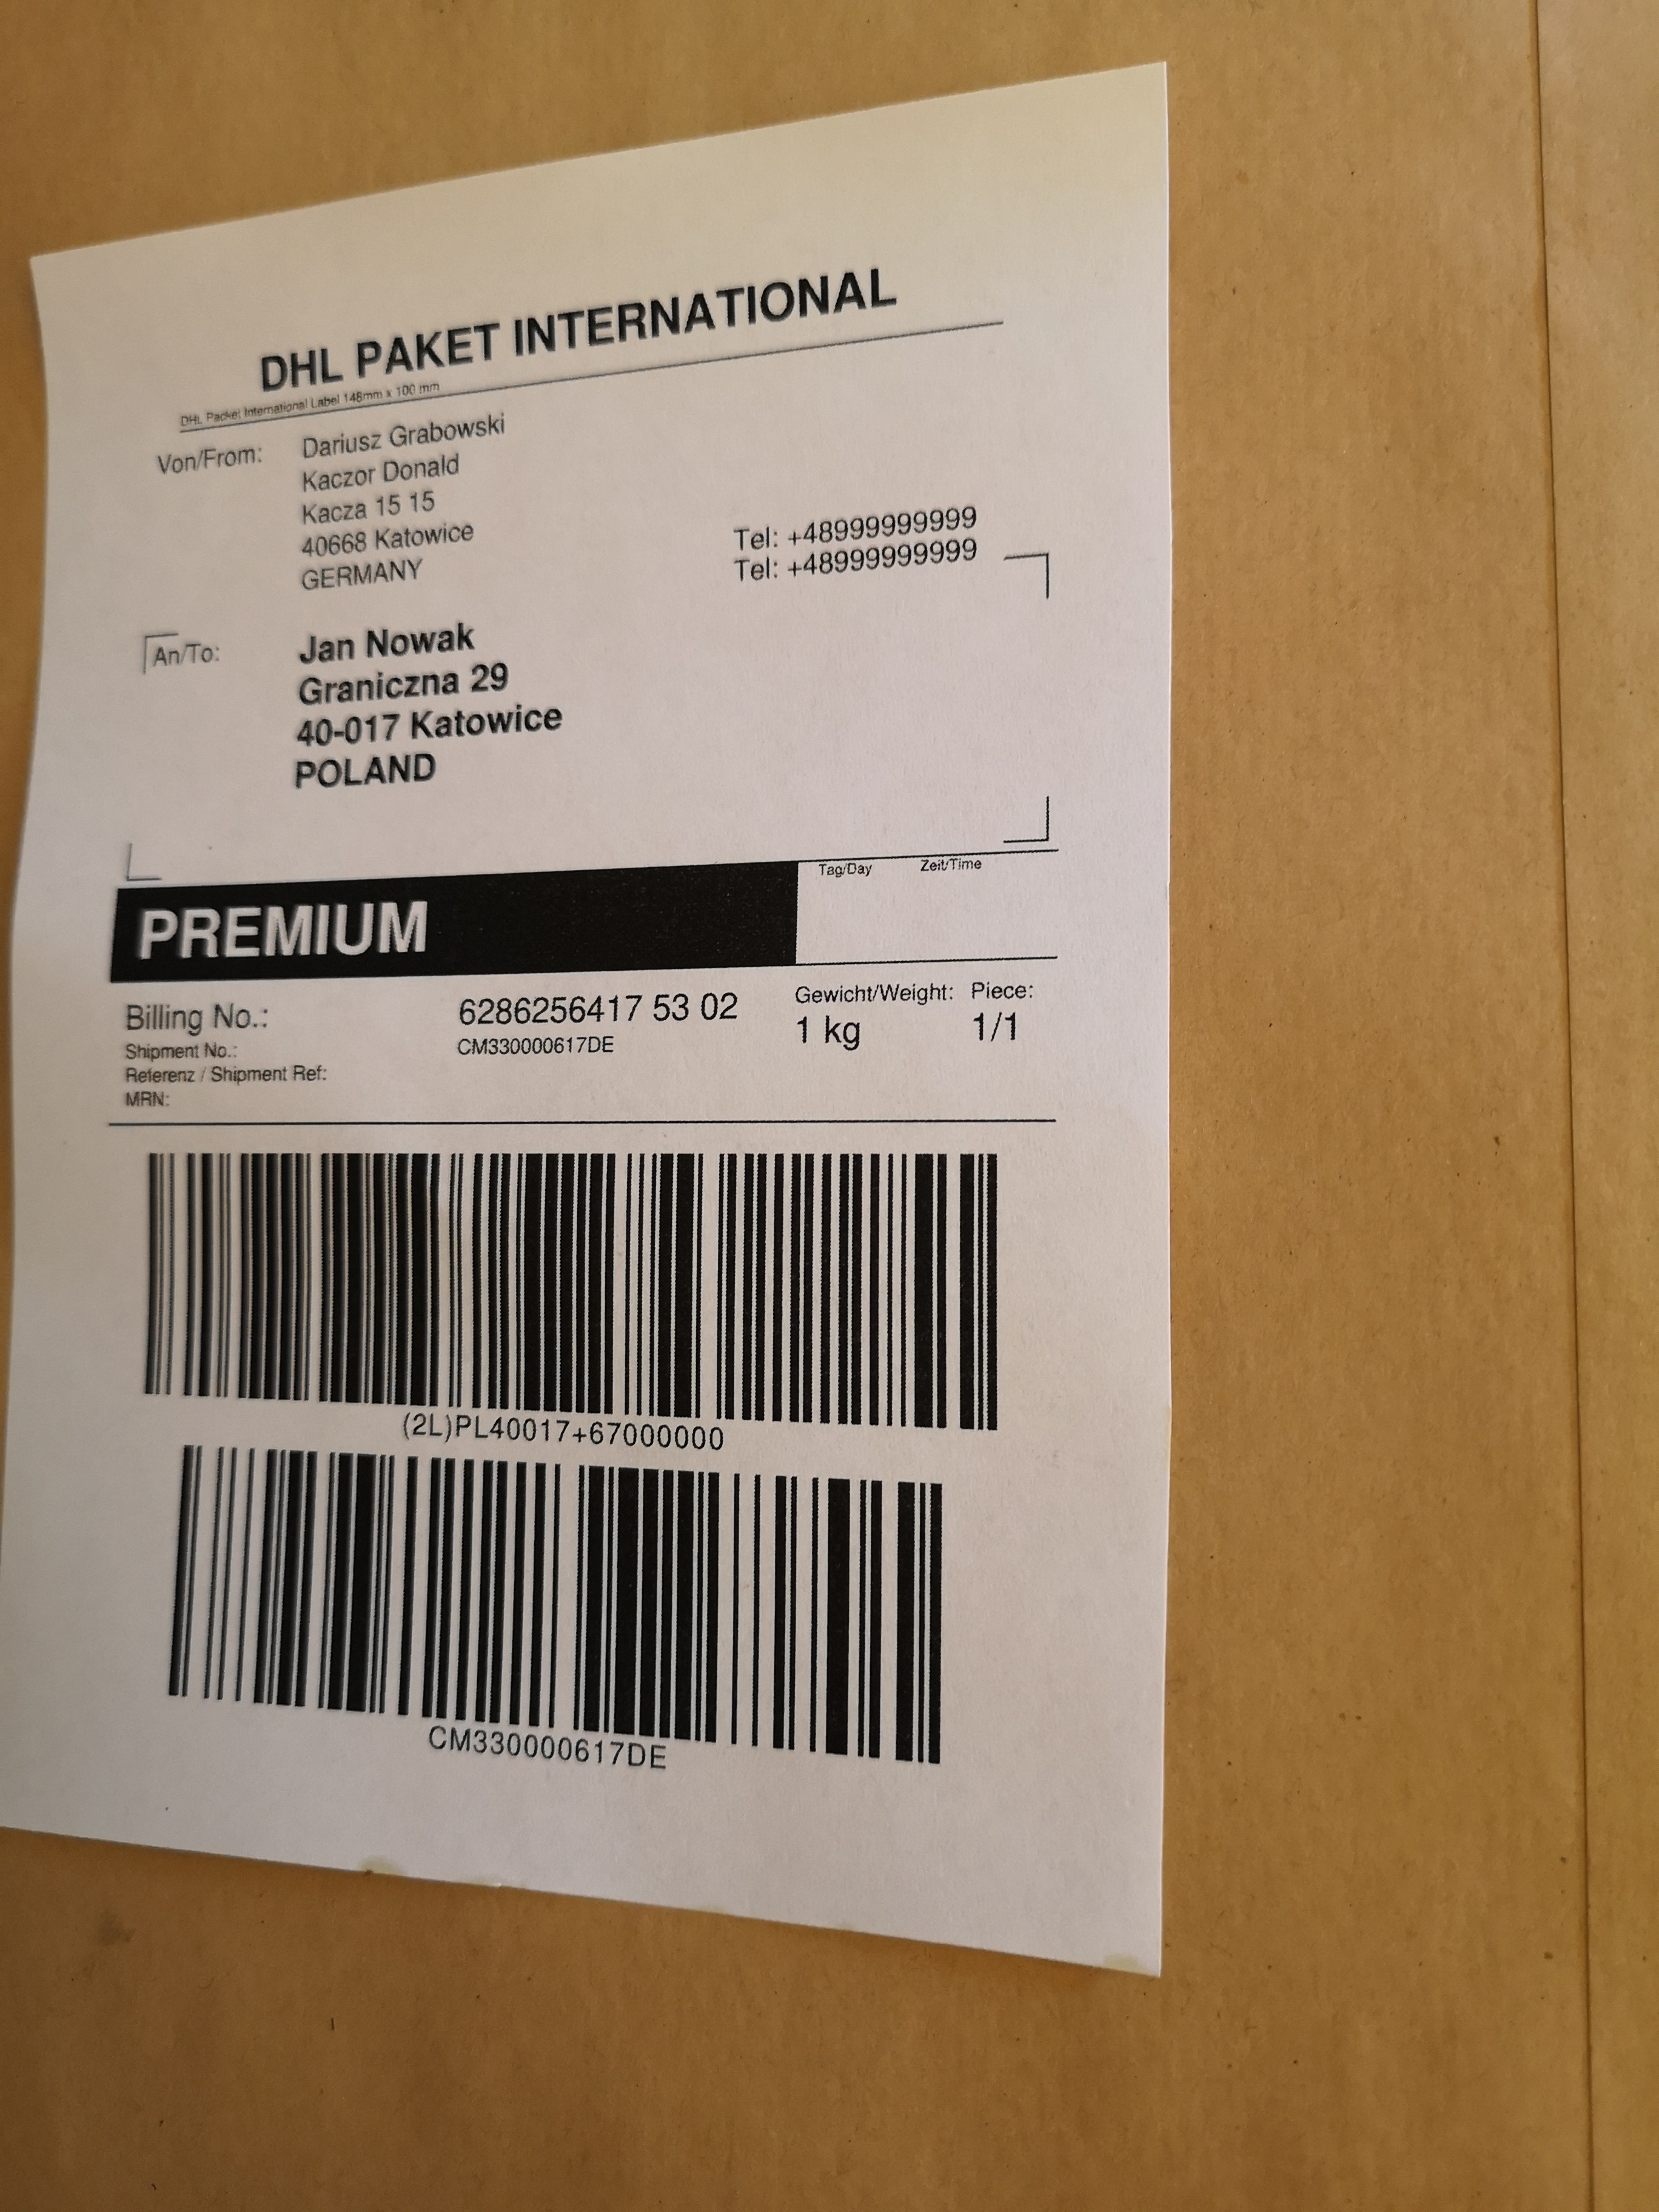 DHL PAKET INTERNATIONAL
DHL Packet International Label 148mm x 100 mm
Von/From:
Dariusz Grabowski
Kaczor Donald
Kacza 15 15
40668 Katowice
GERMANY
Tel: +48999999999
Tel: +48999999999
An/To:
Jan Nowak
Graniczna 29
40-017 Katowice
POLAND
Tag/Day Zeit/Time
PREMIUM
Billing No.: 6286256417 53 02
Shipment No.: CM330000617DE
Referenz / Shipment Ref:
MRN:
Gewicht/Weight: Piece:
1 kg 1/1
(2L)PL40017+67000000
CM330000617DE